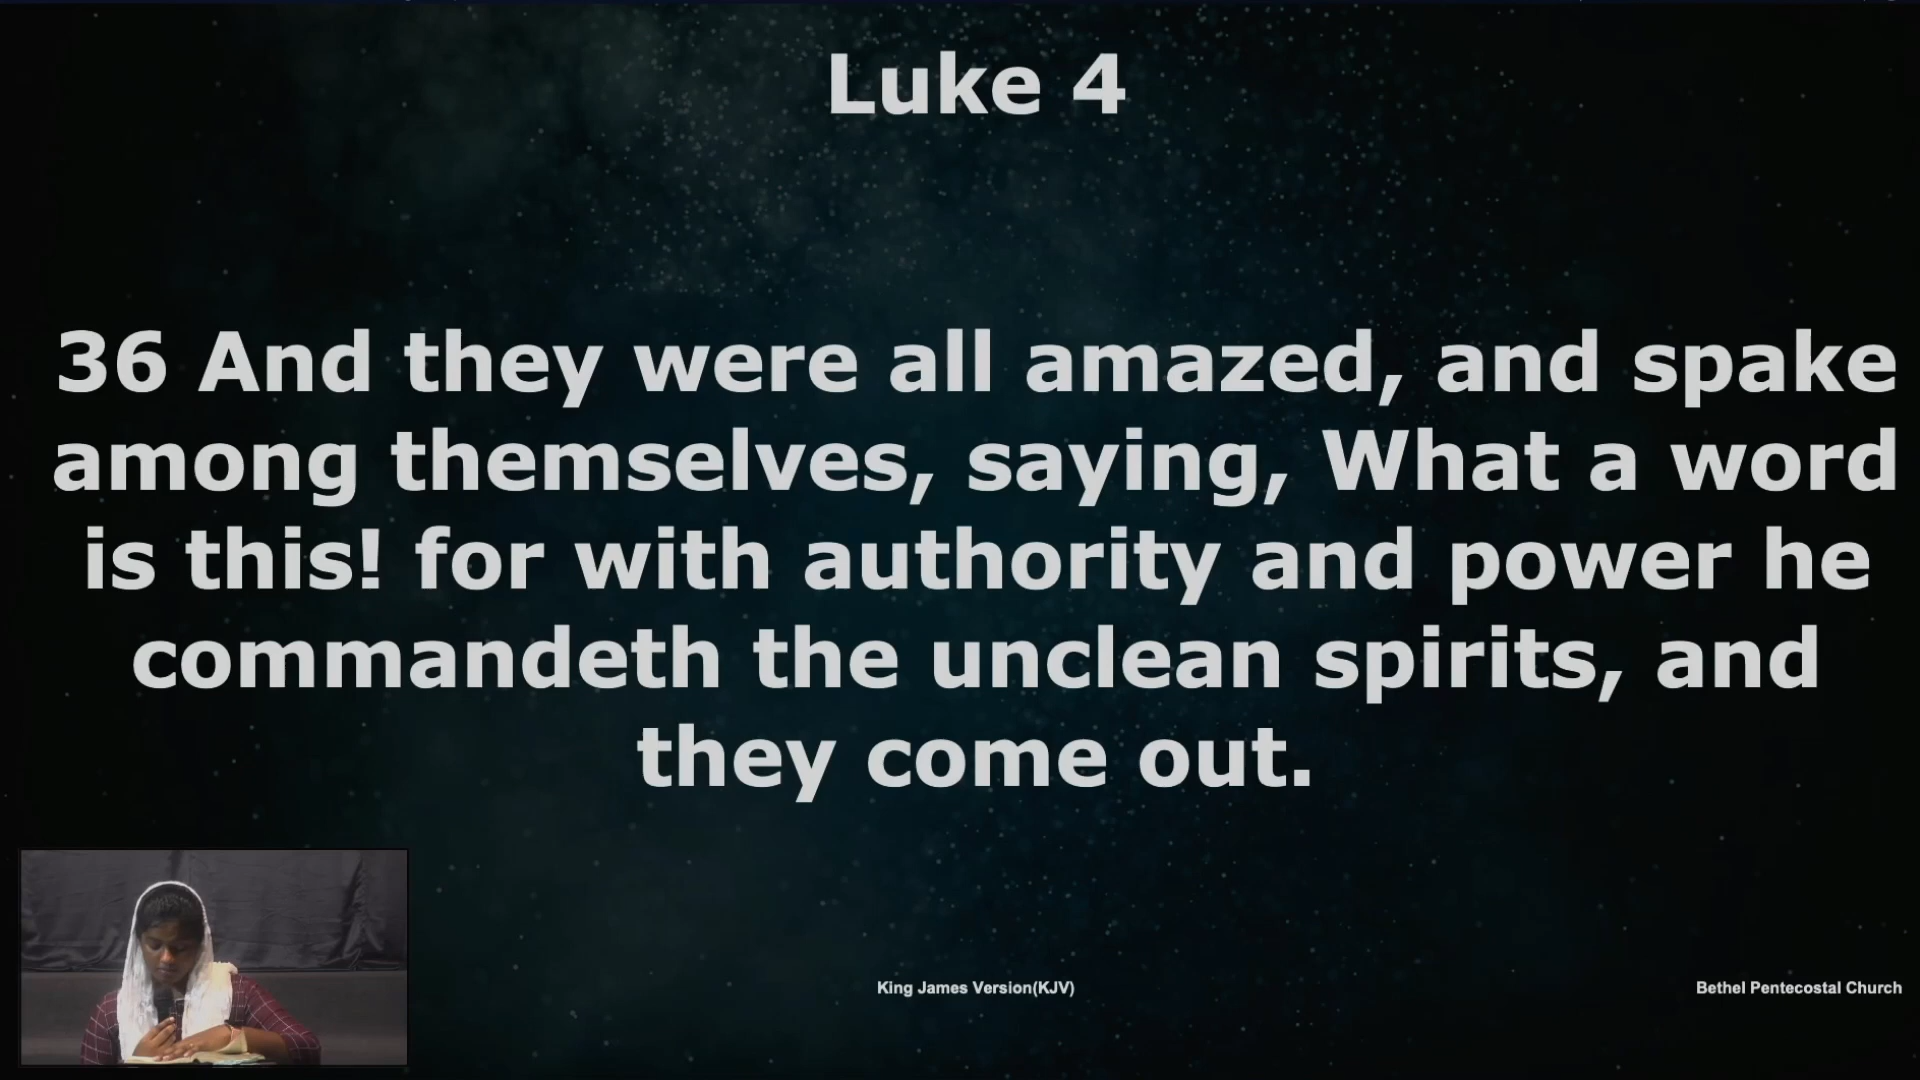 Luke 4
36 And they were all amazed, and spake
among themselves, saying, What a word
is this! for with authority and power he
commandeth the unclean spirits, and
they come out.
King James Version(KJV)
Bethel Pentecostal Church